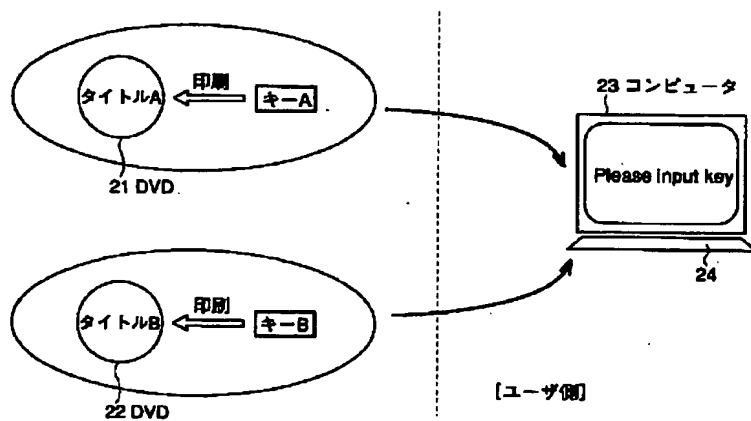 タイトルA
印刷
キーA
21 DVD
23 コンピュータ
Please input key
24
タイトルB
印刷
キーB
22 DVD
[ユーザ側]